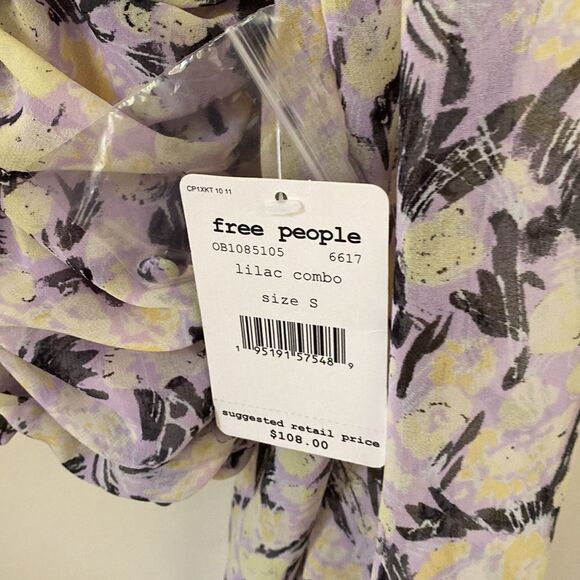 CP1XKT 10 11
free people
OB1085105 6617
lilac combo
size S
1 95191 57548 9
suggested retail price
$108.00